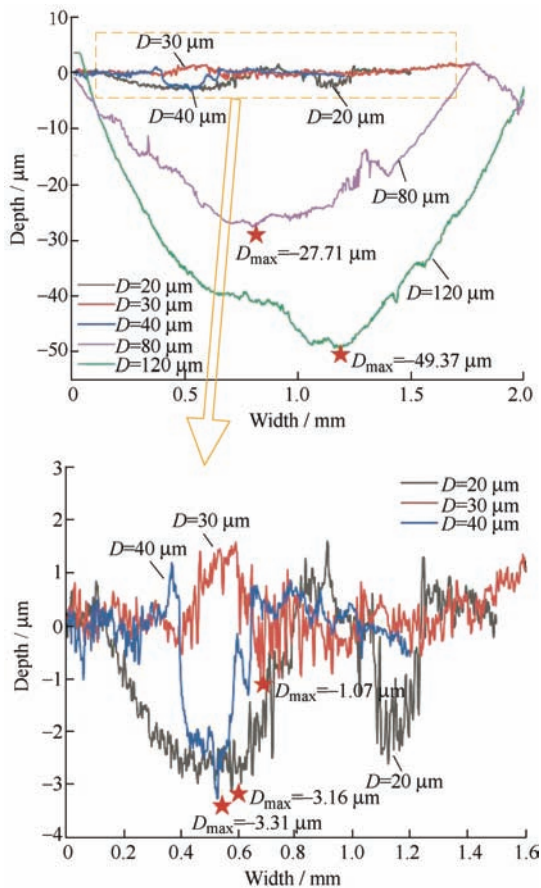 10
0
−10
−20
−30
−40
−50
Depth / μm
D=30 μm
D=40 μm
D=20 μm
D=80 μm
D=120 μm
Dmax=−27.71 μm
Dmax=−49.37 μm
D=20 μm
D=30 μm
D=40 μm
D=80 μm
D=120 μm
0 0.5 1.0 1.5 2.0
Width / mm
3
2
1
0
−1
−2
−3
−4
Depth / μm
D=20 μm
D=30 μm
D=40 μm
D=30 μm
D=40 μm
Dmax=−1.07 μm
D=20 μm
Dmax=−3.16 μm
Dmax=−3.31 μm
0 0.2 0.4 0.6 0.8 1.0 1.2 1.4 1.6
Width / mm